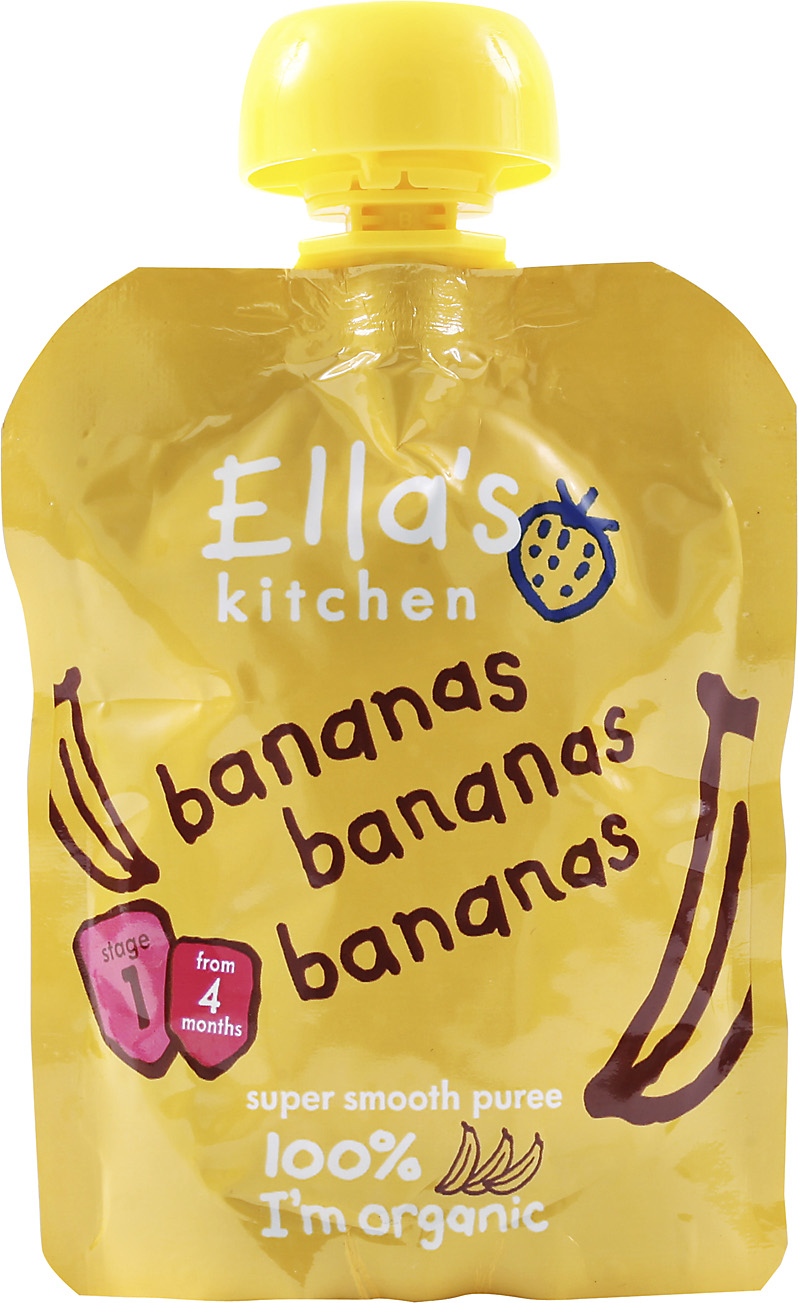 Ella's
kitchen
bananas
bananas
bananas
stage
1
from
4
months
super smooth puree
100%
I'm organic